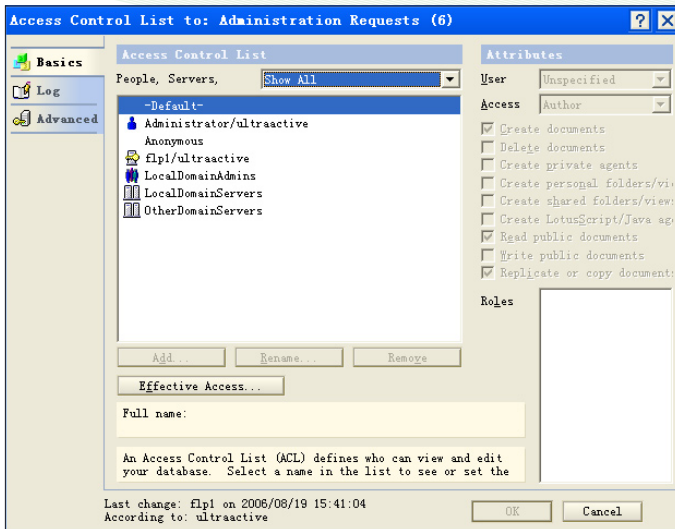 Access Control List to: Administration Requests (6)
Basics
Log
Advanced
Access Control List
People, Servers,
Show All
-Default-
Administrator/ultraactive
Anonymous
flp1/ultraactive
LocalDomainAdmins
LocalDomainServers
OtherDomainServers
Add...
Rename...
Remove
Effective Access...
Full name:
An Access Control List (ACL) defines who can view and edit
your database. Select a name in the list to see or set the
Attributes
User
Unspecified
Access
Author
Create documents
Delete documents
Create private agents
Create personal folders/vi
Create shared folders/view
Create LotusScript/Java ag
Read public documents
Write public documents
Replicate or copy document
Roles
Last change: flp1 on 2006/08/19 15:41:04
According to: ultraactive
OK
Cancel